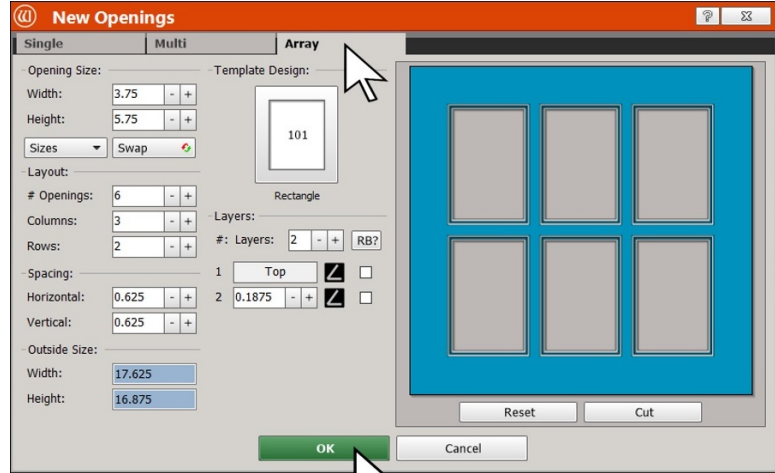 New Openings
Single Multi Array
Opening Size:
Width: 3.75 - +
Height: 5.75 - +
Sizes Swap
Layout:
# Openings: 6 - +
Columns: 3 - +
Rows: 2 - +
Spacing:
Horizontal: 0.625 - +
Vertical: 0.625 - +
Outside Size:
Width: 17.625
Height: 16.875
Template Design:
101
Rectangle
Layers:
#: Layers: 2 - + RB?
1 Top
2 0.1875 - +
Reset Cut
OK Cancel